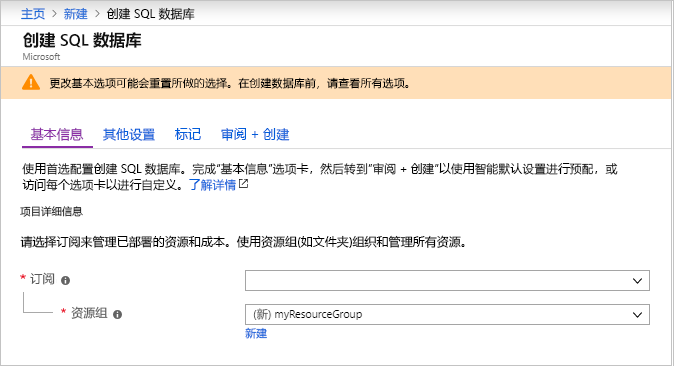 主页 > 新建 > 创建 SQL 数据库
创建 SQL 数据库
Microsoft
更改基本选项可能会重置所做的选择。在创建数据库前，请查看所有选项。
基本信息 其他设置 标记 审阅 + 创建
使用首选配置创建 SQL 数据库。完成“基本信息”选项卡，然后转到“审阅 + 创建”以使用智能默认设置进行预配，或
访问每个选项卡以进行自定义。了解详情
项目详细信息
请选择订阅来管理已部署的资源和成本。使用资源组(如文件夹)组织和管理所有资源。
* 订阅
* 资源组 (新) myResourceGroup
新建